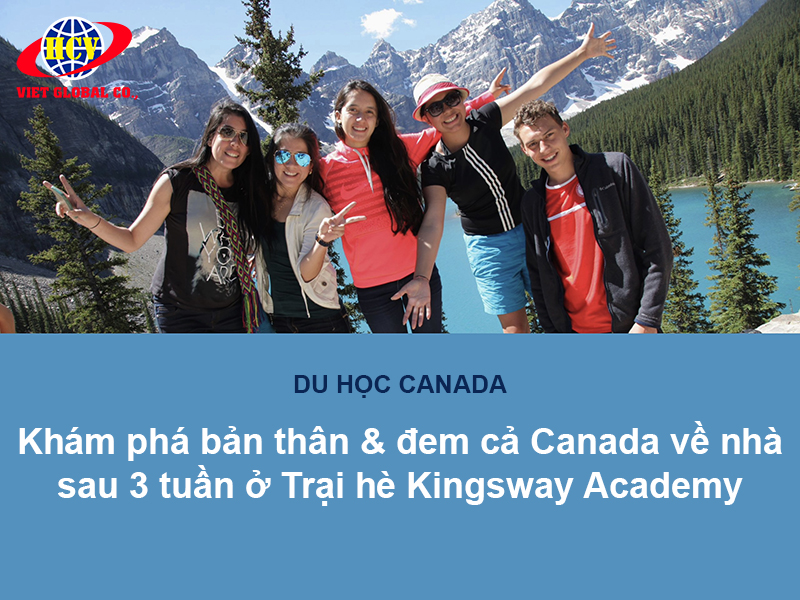 HCY
VIET GLOBAL CO.,
DU HỌC CANADA
Khám phá bản thân & đem cả Canada về nhà
sau 3 tuần ở Trại hè Kingsway Academy